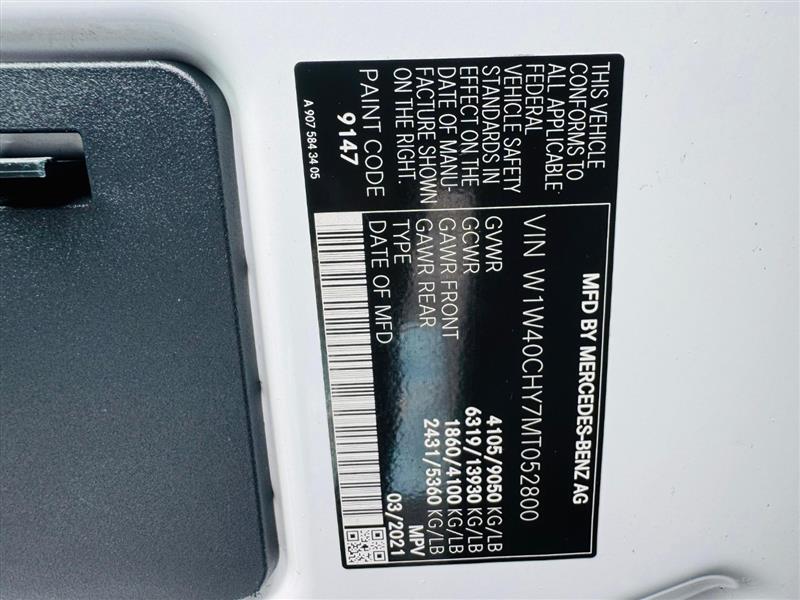 MFD BY MERCEDES-BENZ AG
VIN W1W40CHY7MT052800
GVWR 4105/9050 KG/LB
GCWR 6319/13930 KG/LB
GAWR FRONT 1860/4100 KG/LB
GAWR REAR 2431/5360 KG/LB
TYPE MPV
DATE OF MFD 03/2021
THIS VEHICLE
CONFORMS TO
ALL APPLICABLE
FEDERAL
VEHICLE SAFETY
STANDARDS IN
EFFECT ON THE
DATE OF MANU-
FACTURE SHOWN
ON THE RIGHT.
PAINT CODE
9147
A 907 584 34 05